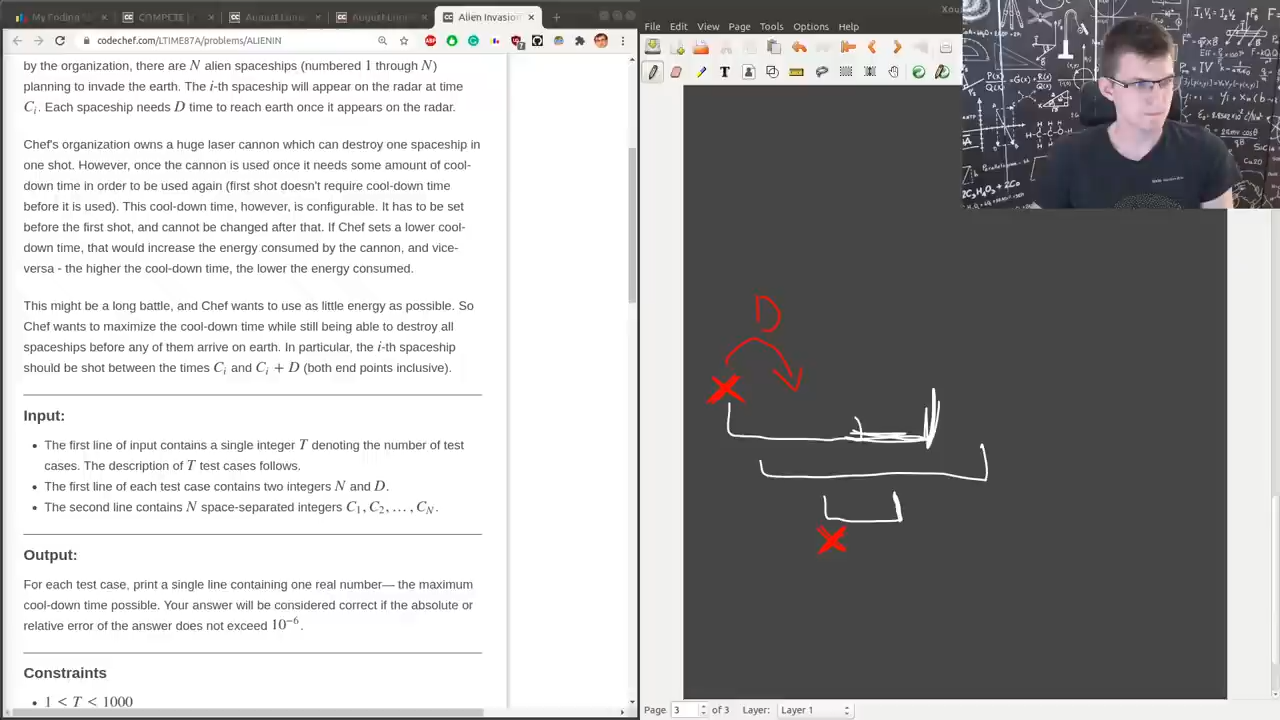 My Coding
COMPETE
August Lun
August Lun
Alien Invasion
codechef.com/LTIME87A/problems/ALIENIN
by the organization, there are N alien spaceships (numbered 1 through N)
planning to invade the earth. The i-th spaceship will appear on the radar at time
Ci. Each spaceship needs D time to reach earth once it appears on the radar.
Chef's organization owns a huge laser cannon which can destroy one spaceship in
one shot. However, once the cannon is used once it needs some amount of cool-
down time in order to be used again (first shot doesn't require cool-down time
before it is used). This cool-down time, however, is configurable. It has to be set
before the first shot, and cannot be changed after that. If Chef sets a lower cool-
down time, that would increase the energy consumed by the cannon, and vice-
versa - the higher the cool-down time, the lower the energy consumed.
This might be a long battle, and Chef wants to use as little energy as possible. So
Chef wants to maximize the cool-down time while still being able to destroy all
spaceships before any of them arrive on earth. In particular, the i-th spaceship
should be shot between the times Ci and Ci + D (both end points inclusive).
Input:
The first line of input contains a single integer T denoting the number of test
cases. The description of T test cases follows.
The first line of each test case contains two integers N and D.
The second line contains N space-separated integers C1, C2, …, CN.
Output:
For each test case, print a single line containing one real number— the maximum
cool-down time possible. Your answer will be considered correct if the absolute or
relative error of the answer does not exceed 10−6.
Constraints
1 ≤ T ≤ 1000
Xou
File Edit View Page Tools Options Help
D
Page 3 of 3 Layer: Layer 1